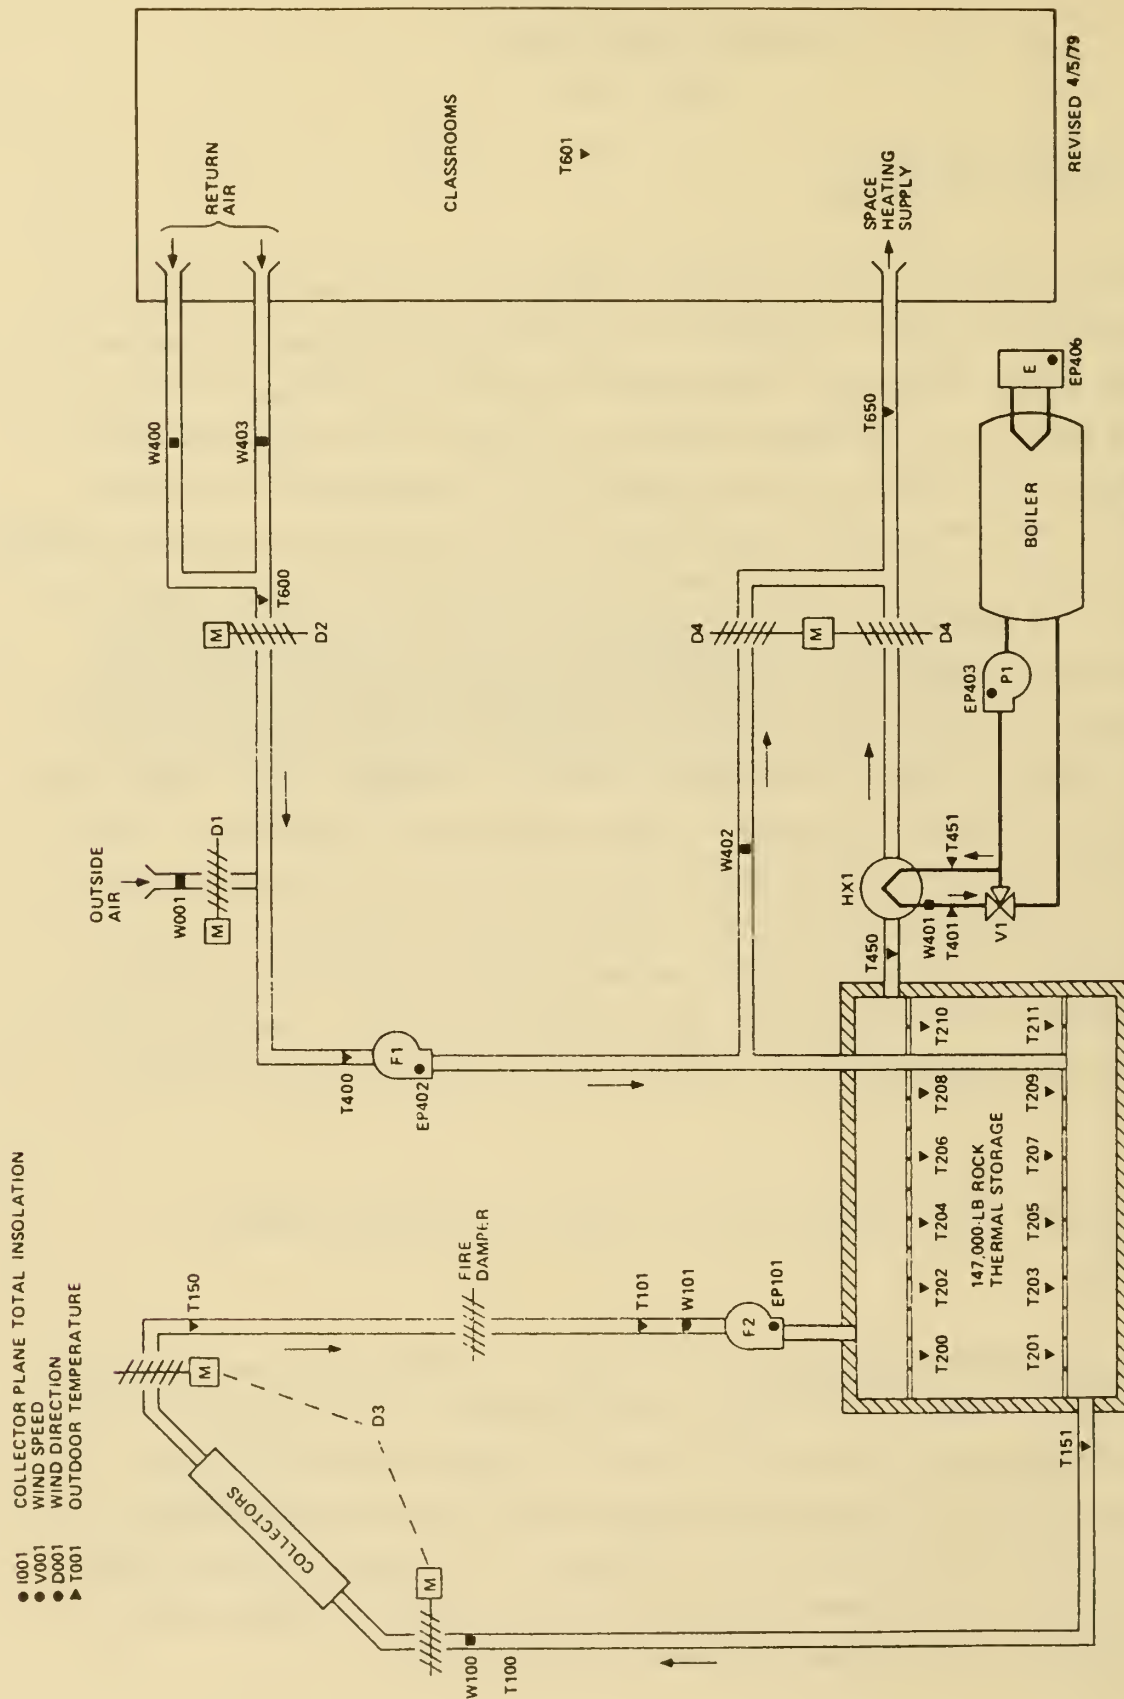 ● I001 COLLECTOR PLANE TOTAL INSOLATION
● V001 WIND SPEED
● D001 WIND DIRECTION
▶ T001 OUTDOOR TEMPERATURE
COLLECTORS
M
M
D3
T150
FIRE
DAMPER
T101
W101
F2
EP101
W100
T100
T151
T200
T202
T204
T206
T208
T210
147,000-LB ROCK
THERMAL STORAGE
T201
T203
T205
T207
T209
T211
OUTSIDE
AIR
W001
M
D1
T400
F1
EP402
M
D2
T600
W400
W403
RETURN
AIR
CLASSROOMS
T601
SPACE
HEATING
SUPPLY
W402
D4
M
D4
T650
T450
HX1
W401
T401
T451
V1
EP403
P1
BOILER
E
EP406
REVISED 4/5/79